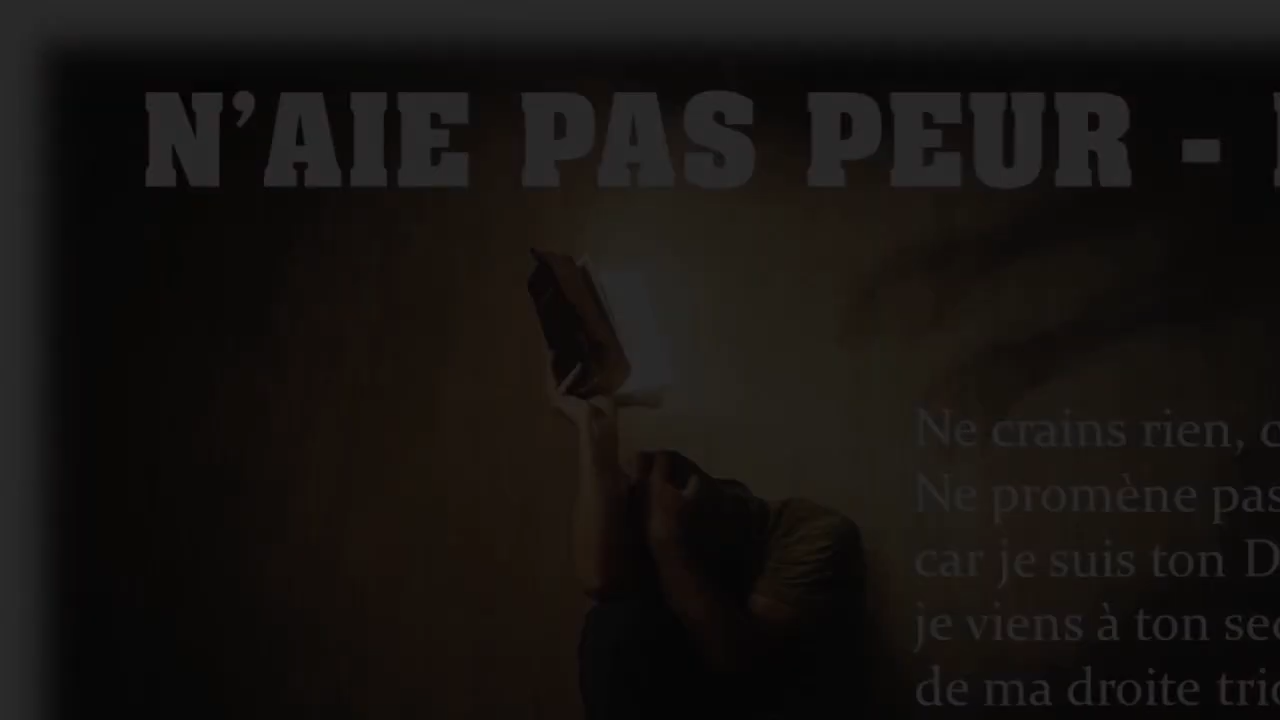 N’AIE PAS PEUR -
Ne crains rien,
Ne promène pas
car je suis ton
je viens à ton
de ma droite